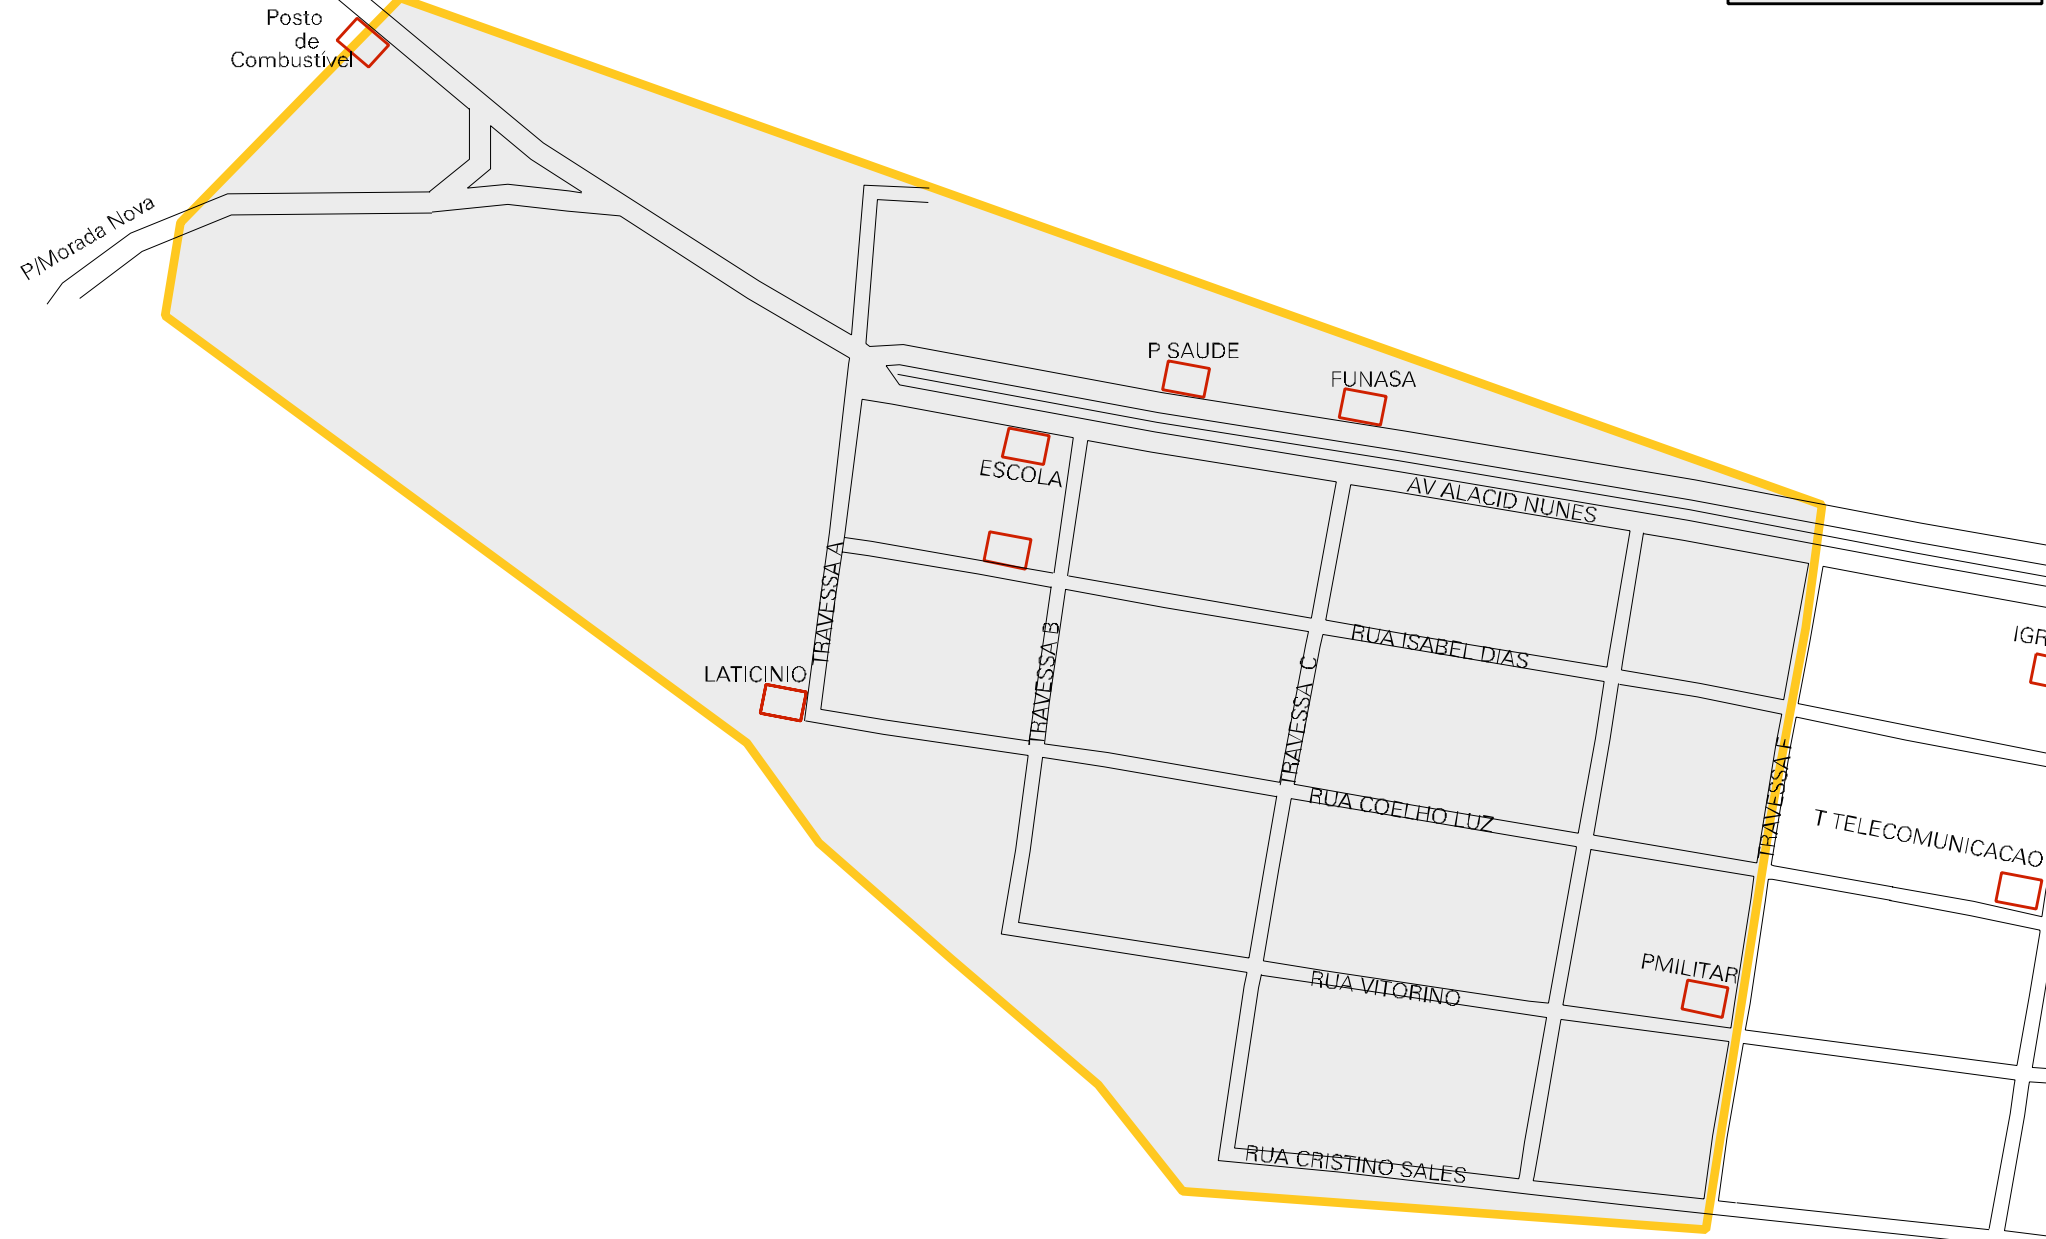 Posto
de
Combustível
P/Morada Nova
P SAUDE
FUNASA
ESCOLA
AV ALACID NUNES
TRAVESSA A
TRAVESSA B
TRAVESSA C
RUA ISABEL DIAS
IGR
LATICINIO
TRAVESSA F
RUA COELHO LUZ
T TELECOMUNICACAO
PMILITAR
RUA VITORINO
RUA CRISTINO SALES